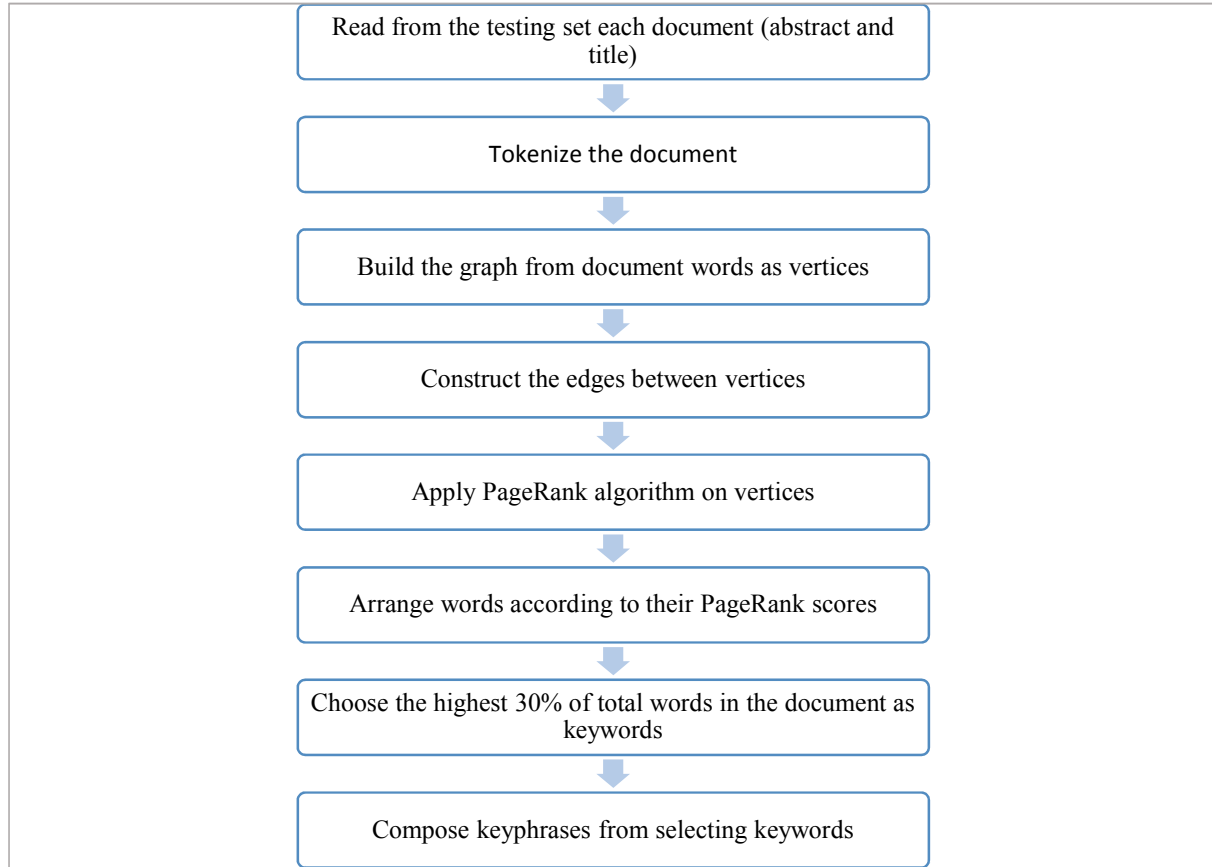 Read from the testing set each document (abstract and
title)
Tokenize the document
Build the graph from document words as vertices
Construct the edges between vertices
Apply PageRank algorithm on vertices
Arrange words according to their PageRank scores
Choose the highest 30% of total words in the document as
keywords
Compose keyphrases from selecting keywords